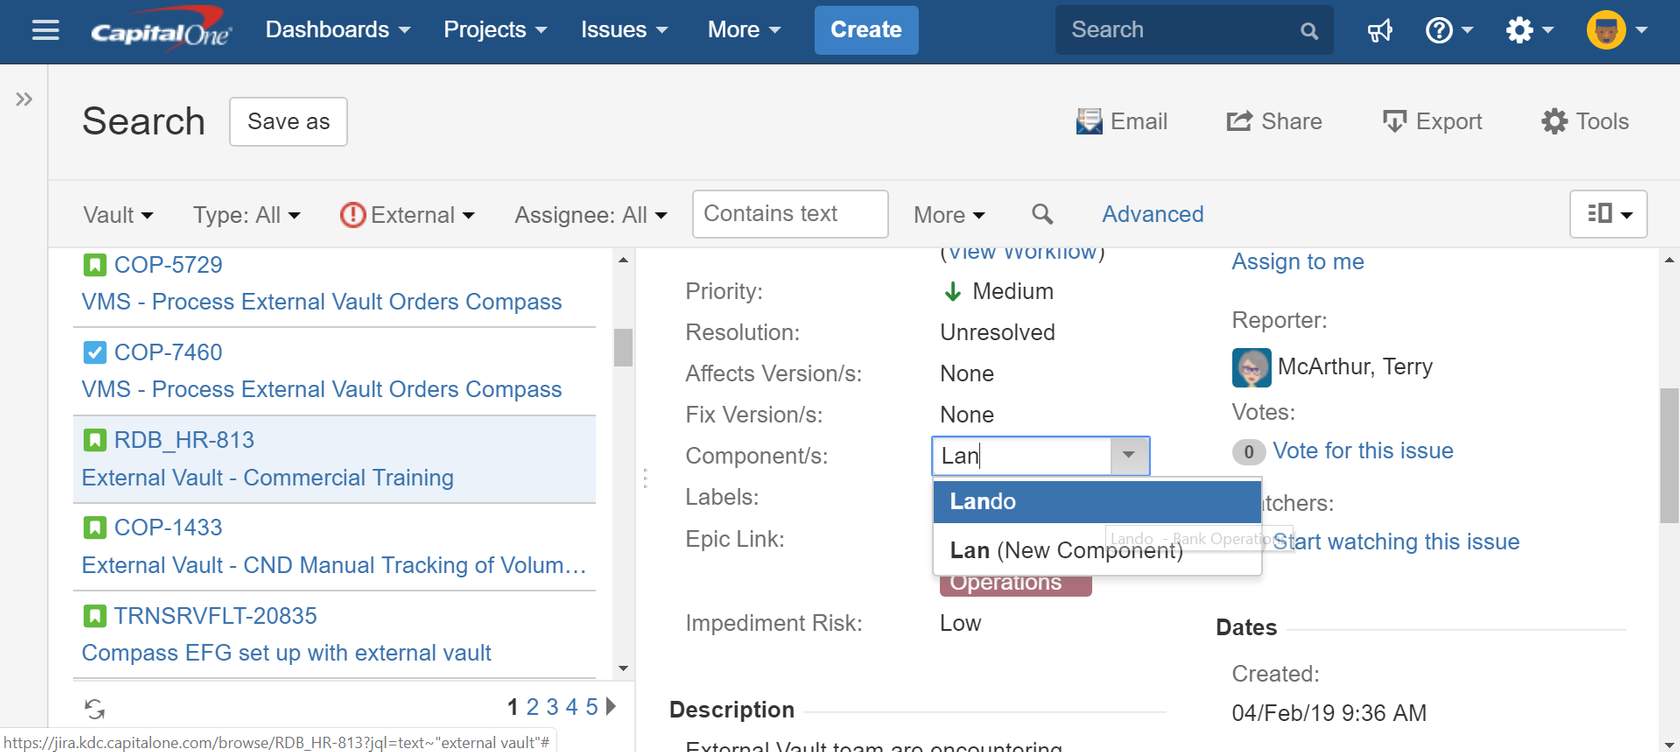 CapitalOne Dashboards Projects Issues More Create Search
Search Save as Email Share Export Tools
Vault Type: All External Assignee: All Contains text More Advanced
COP-5729
VMS - Process External Vault Orders Compass
COP-7460
VMS - Process External Vault Orders Compass
RDB_HR-813
External Vault - Commercial Training
COP-1433
External Vault - CND Manual Tracking of Volum…
TRNSRVFLT-20835
Compass EFG set up with external vault
1 2 3 4 5
(View Workflow)
Priority: Medium
Resolution: Unresolved
Affects Version/s: None
Fix Version/s: None
Component/s: Lan
Lando
Lan (New Component)
Lando - Bank Operation
Labels:
Epic Link:
Operations
Impediment Risk: Low
Description
External Vault team are encountering
Assign to me
Reporter:
McArthur, Terry
Votes:
0 Vote for this issue
tchers:
Start watching this issue
Dates
Created:
04/Feb/19 9:36 AM
https://jira.kdc.capitalone.com/browse/RDB_HR-813?jql=text~"external vault"#